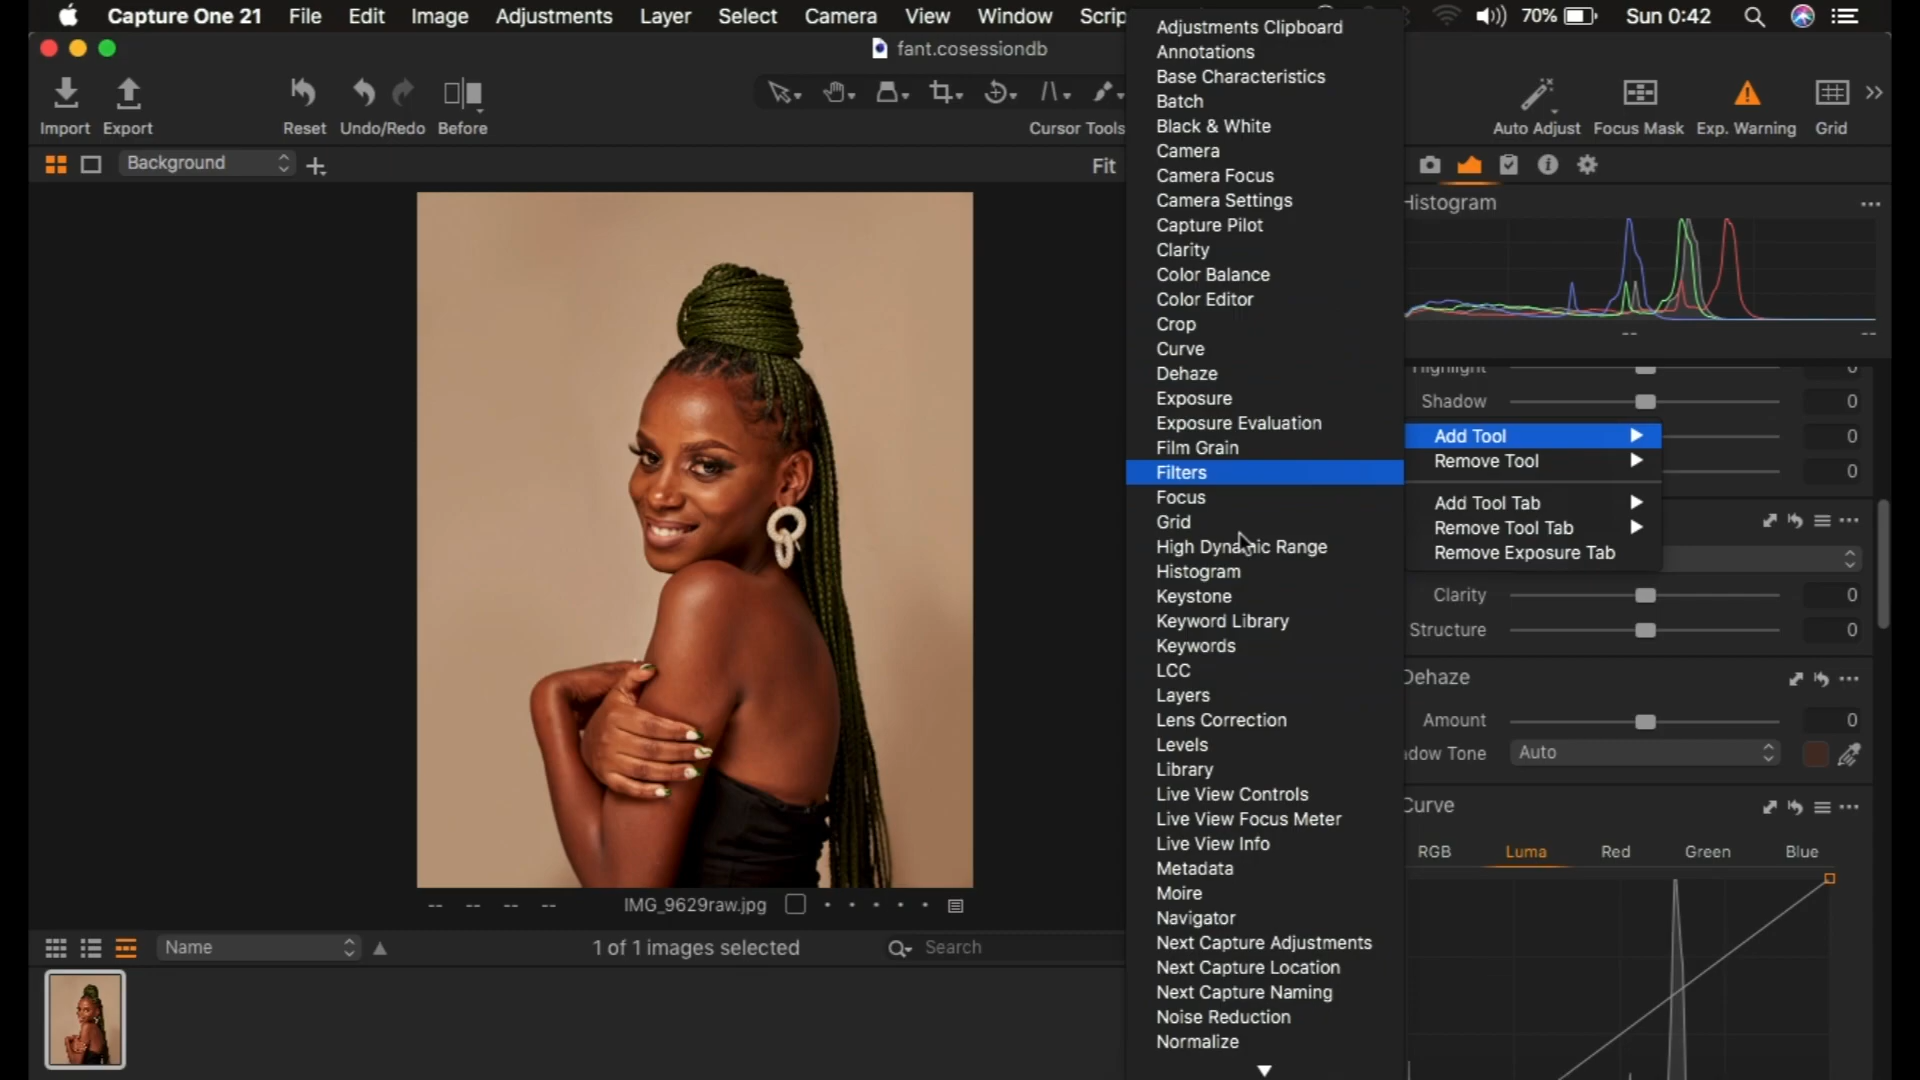 Capture One 21 File Edit Image Adjustments Layer Select Camera View Window Scrip
70% Sun 0:42
fant.cosessiondb
Import Export Reset Undo/Redo Before Cursor Tools Auto Adjust Focus Mask Exp. Warning Grid
Background Fit
Adjustments Clipboard
Annotations
Base Characteristics
Batch
Black & White
Camera
Camera Focus
Camera Settings
Capture Pilot
Clarity
Color Balance
Color Editor
Crop
Curve
Dehaze
Exposure
Exposure Evaluation
Film Grain
Filters
Focus
Grid
High Dynamic Range
Histogram
Keystone
Keyword Library
Keywords
LCC
Layers
Lens Correction
Levels
Library
Live View Controls
Live View Focus Meter
Live View Info
Metadata
Moire
Navigator
Next Capture Adjustments
Next Capture Location
Next Capture Naming
Noise Reduction
Normalize
Histogram
-- --
Highlight 0
Shadow 0
0
0
Add Tool
Remove Tool
Add Tool Tab
Remove Tool Tab
Remove Exposure Tab
Clarity 0
Structure 0
Dehaze
Amount 0
dow Tone Auto
Curve
RGB Luma Red Green Blue
-- -- -- -- IMG_9629raw.jpg
Name 1 of 1 images selected Search